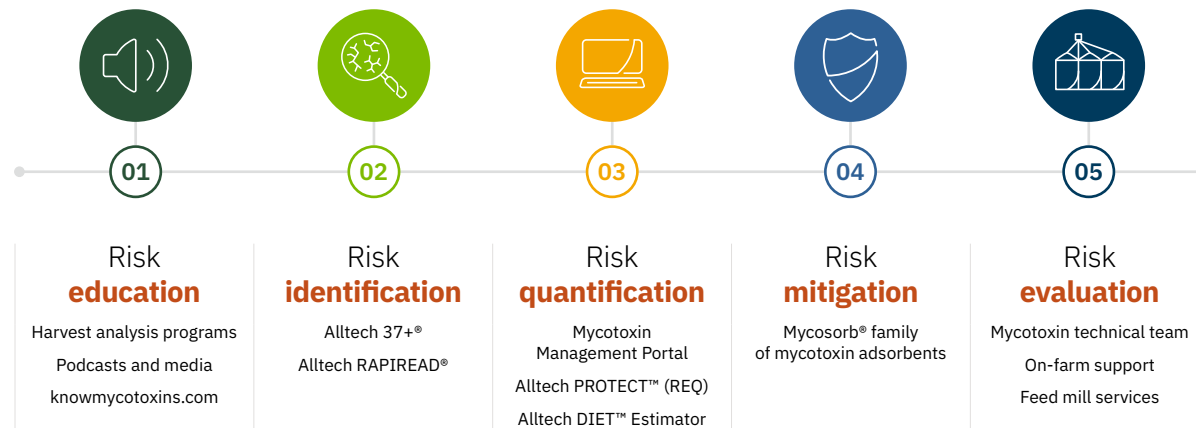 01
02
03
04
05
Risk
education
Harvest analysis programs
Podcasts and media
knowmycotoxins.com
Risk
identification
Alltech 37+®
Alltech RAPIREAD®
Risk
quantification
Mycotoxin
Management Portal
Alltech PROTECT™ (REQ)
Alltech DIET™ Estimator
Risk
mitigation
Mycosorb® family
of mycotoxin adsorbents
Risk
evaluation
Mycotoxin technical team
On-farm support
Feed mill services